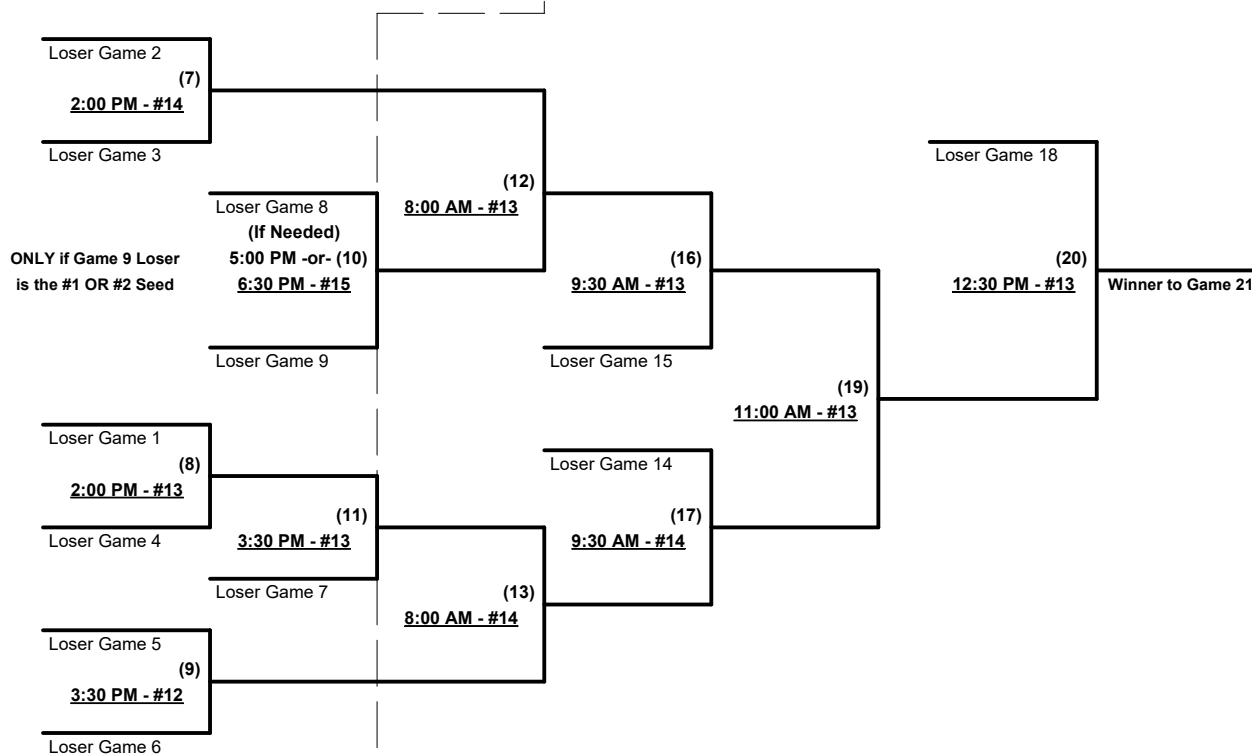 Loser Game 2
(7)
2:00 PM - #14
Loser Game 3
Loser Game 18
(12)
Loser Game 8
8:00 AM - #13
(If Needed)
ONLY if Game 9 Loser
5:00 PM -or- (10)
(16)
(20)
is the #1 OR #2 Seed
6:30 PM - #15
9:30 AM - #13
12:30 PM - #13
Winner to Game 21
Loser Game 9
Loser Game 15
(19)
11:00 AM - #13
Loser Game 1
(8)
Loser Game 14
2:00 PM - #13
(11)
(17)
Loser Game 4
3:30 PM - #13
9:30 AM - #14
Loser Game 7
(13)
8:00 AM - #14
Loser Game 5
(9)
3:30 PM - #12
Loser Game 6